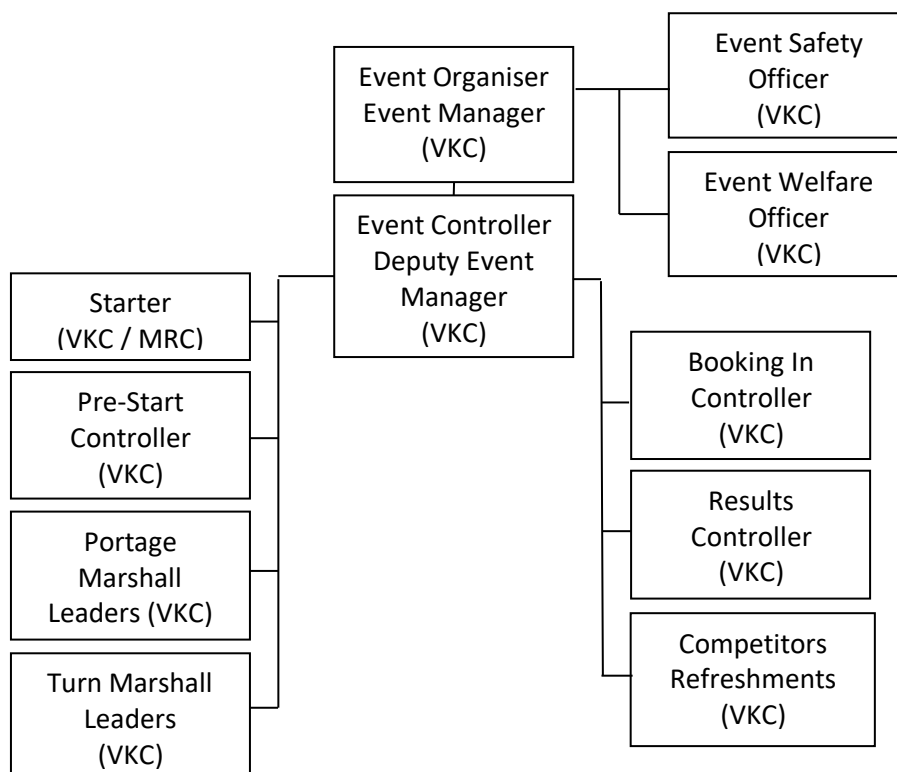 Event Organiser
Event Manager
(VKC)
Event Safety
Officer
(VKC)
Event Welfare
Officer
(VKC)
Event Controller
Deputy Event
Manager
(VKC)
Starter
(VKC / MRC)
Pre-Start
Controller
(VKC)
Portage
Marshall
Leaders (VKC)
Turn Marshall
Leaders
(VKC)
Booking In
Controller
(VKC)
Results
Controller
(VKC)
Competitors
Refreshments
(VKC)